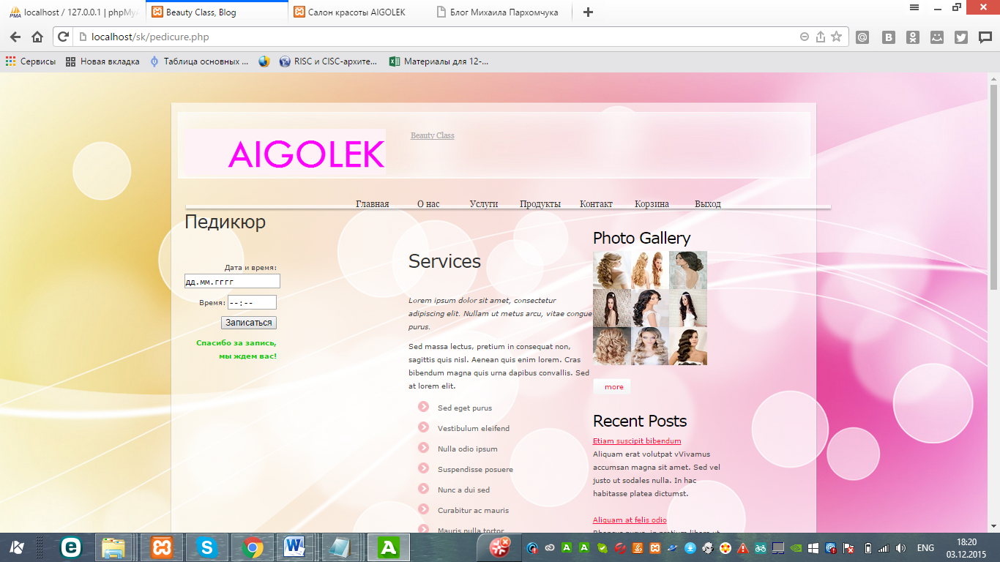 localhost / 127.0.0.1 | phpMyA
Beauty Class, Blog
Салон красоты AIGOLEK
Блог Михаила Пархомчука
localhost/sk/pedicure.php
Сервисы
Новая вкладка
Таблица основных ...
RISC и CISC-архите...
Материалы для 12-...
AIGOLEK
Beauty Class
Главная О нас Услуги Продукты Контакт Корзина Выход
Педикюр
Дата и время:
дд.мм.гггг
Время: --:--
Записаться
Спасибо за запись,
мы ждем вас!
Services
Lorem ipsum dolor sit amet, consectetur
adipiscing elit. Nullam ut metus arcu, vitae congue
purus.
Sed massa lectus, pretium in consequat non,
sagittis quis nisl. Aenean quis enim lorem. Cras
bibendum magna quis urna dapibus convallis. Sed
at lorem elit.
Sed eget purus
Vestibulum eleifend
Nulla odio ipsum
Suspendisse posuere
Nunc a dui sed
Curabitur ac mauris
Mauris nulla tortor
Photo Gallery
more
Recent Posts
Etiam suscipit bibendum
Aliquam erat volutpat vVivamus
accumsan magna sit amet. Sed vel
justo ut sodales nulla. In hac
habitasse platea dictumst.
Aliquam at felis odio
Rhoncus purus, in pretium libero ut
ENG
18:20
03.12.2015